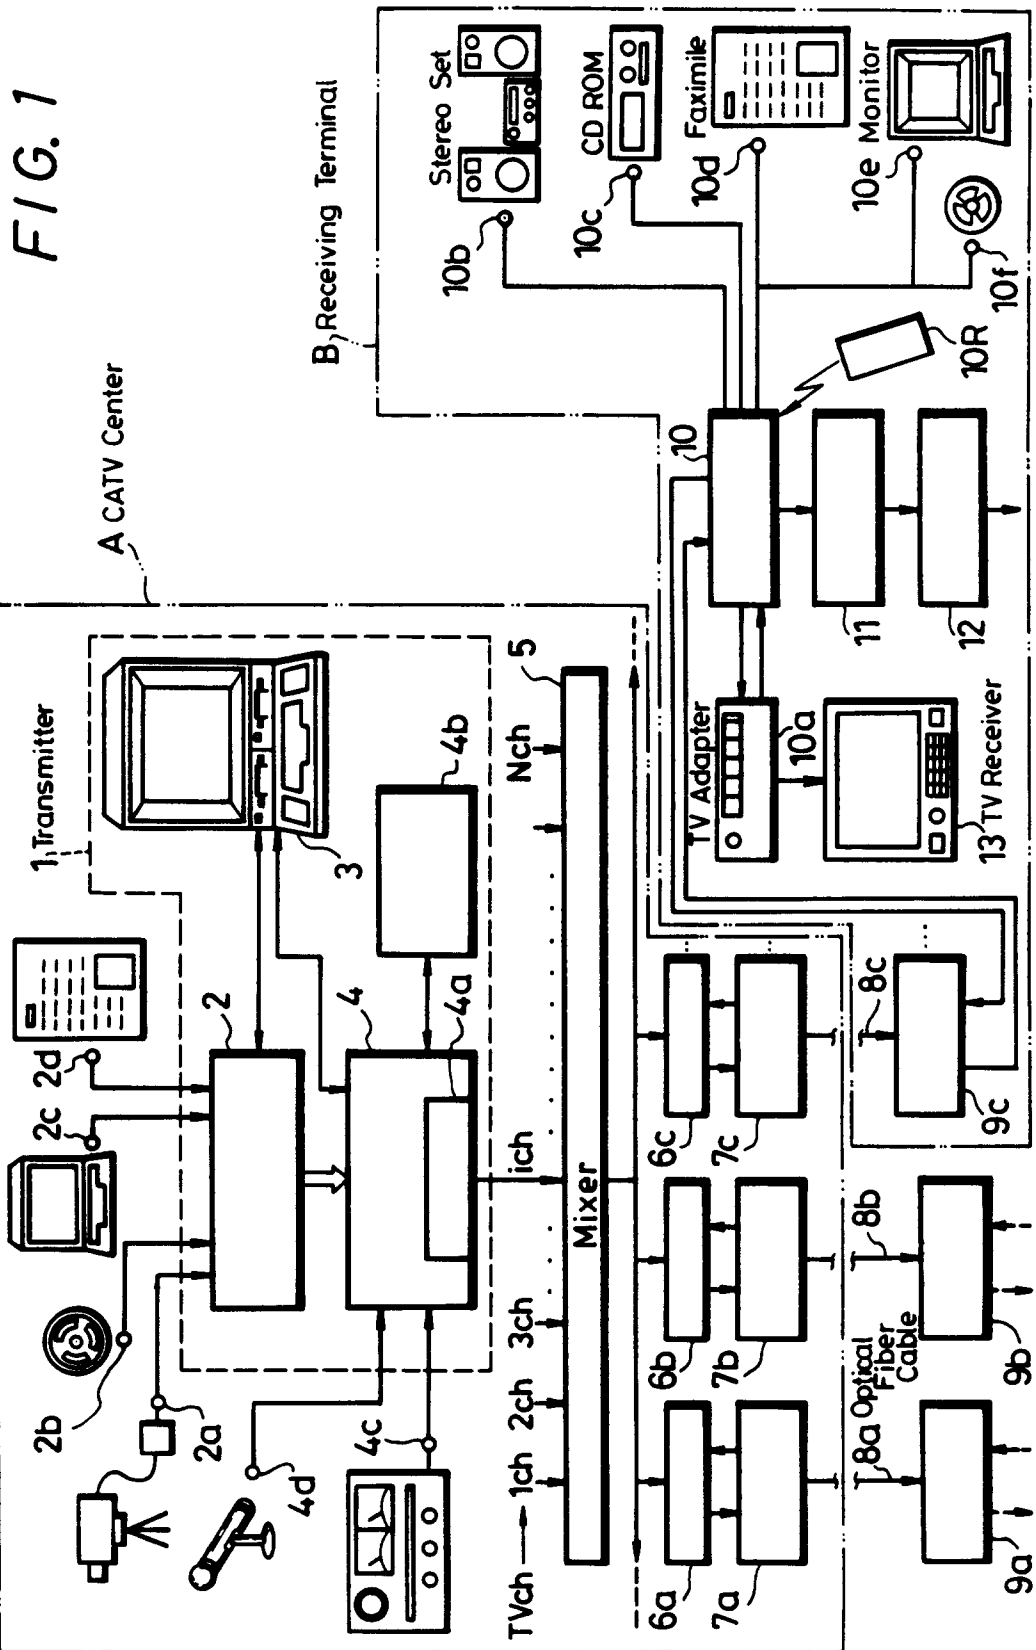 FIG. 1
A CATV Center
B Receiving Terminal
1 Transmitter
2
2a
2b
2c
2d
3
4
4a
4b
4c
4d
TVch
1ch
2ch
3ch
ich
Nch
5
Mixer
6a
6b
6c
7a
7b
7c
8a Optical
Fiber
Cable
8b
8c
9a
9b
9c
Stereo Set
10b
CD ROM
10c
Faximile
10d
10e Monitor
10f
10R
10
11
12
TV Adapter
10a
13 TV Receiver